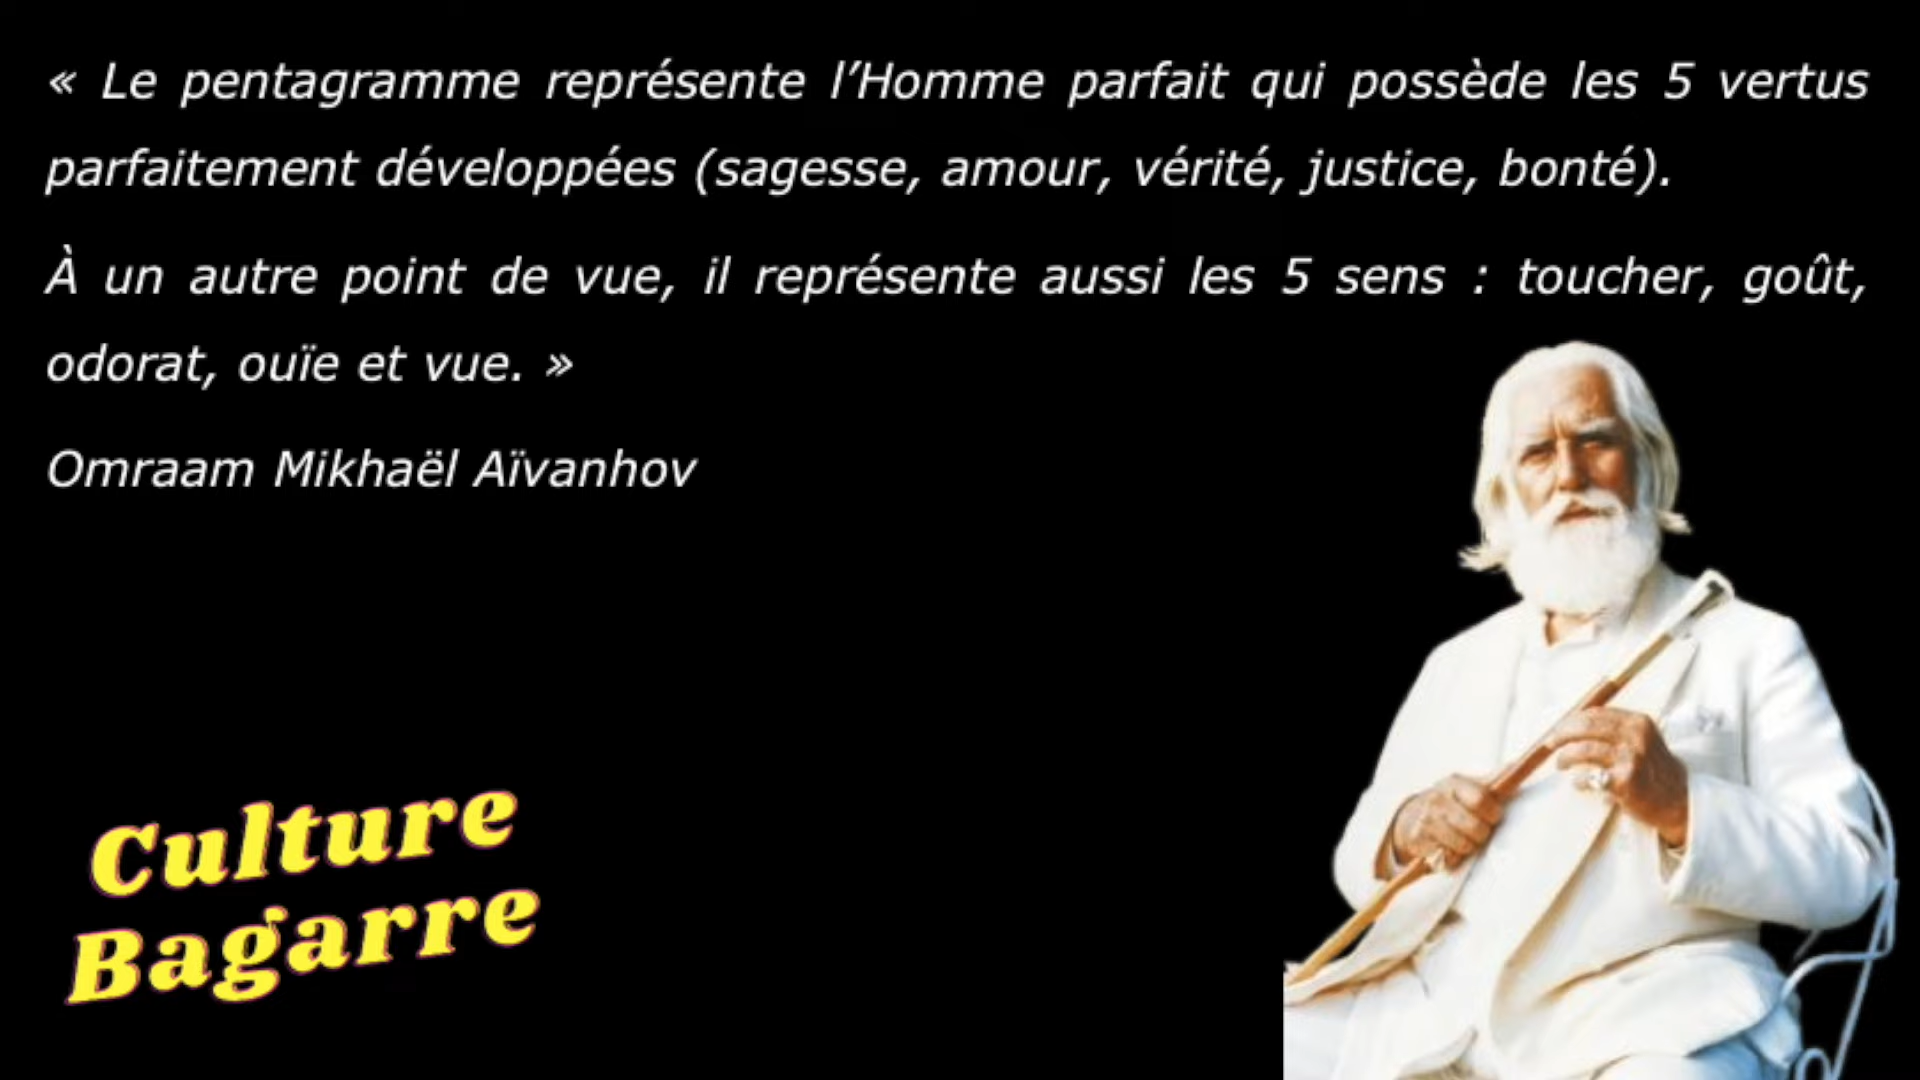 « Le pentagramme représente l’Homme parfait qui possède les 5 vertus
parfaitement développées (sagesse, amour, vérité, justice, bonté).
À un autre point de vue, il représente aussi les 5 sens : toucher, goût,
odorat, ouïe et vue. »
Omraam Mikhaël Aïvanhov
Culture
Bagarre